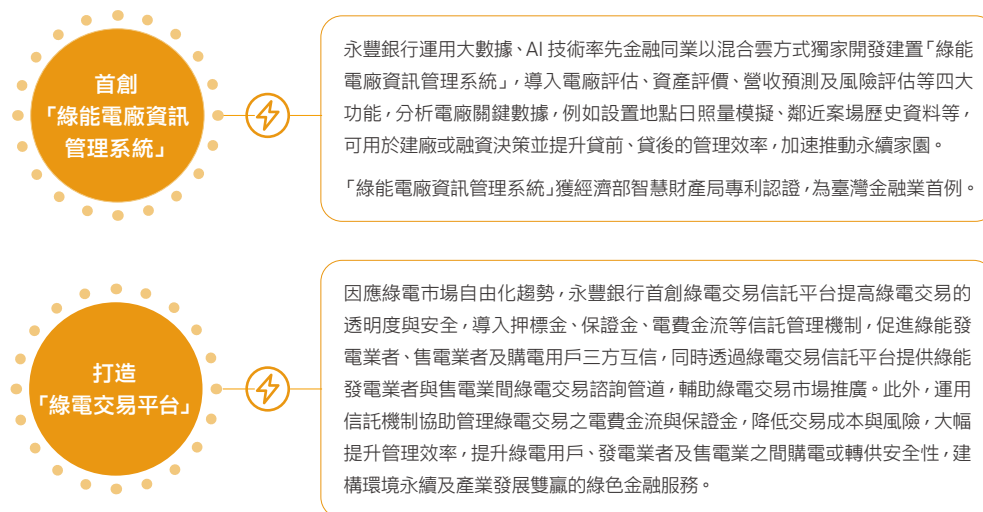 首創
「綠能電廠資訊
管理系統」
永豐銀行運用大數據、AI 技術率先金融同業以混合雲方式獨家開發建置「綠能
電廠資訊管理系統」，導入電廠評估、資產評價、營收預測及風險評估等四大
功能，分析電廠關鍵數據，例如設置地點日照量模擬、鄰近案場歷史資料等，
可用於建廠或融資決策並提升貸前、貸後的管理效率，加速推動永續家園。
「綠能電廠資訊管理系統」獲經濟部智慧財產局專利認證，為臺灣金融業首例。
打造
「綠電交易平台」
因應綠電市場自由化趨勢，永豐銀行首創綠電交易信託平台提高綠電交易的
透明度與安全，導入押標金、保證金、電費金流等信託管理機制，促進綠能發
電業者、售電業者及購電用戶三方互信，同時透過綠電交易信託平台提供綠能
發電業者與售電業間綠電交易諮詢管道，輔助綠電交易市場推廣。此外，運用
信託機制協助管理綠電交易之電費金流與保證金，降低交易成本與風險，大幅
提升管理效率，提升綠電用戶、發電業者及售電業之間購電或轉供安全性，建
構環境永續及產業發展雙贏的綠色金融服務。